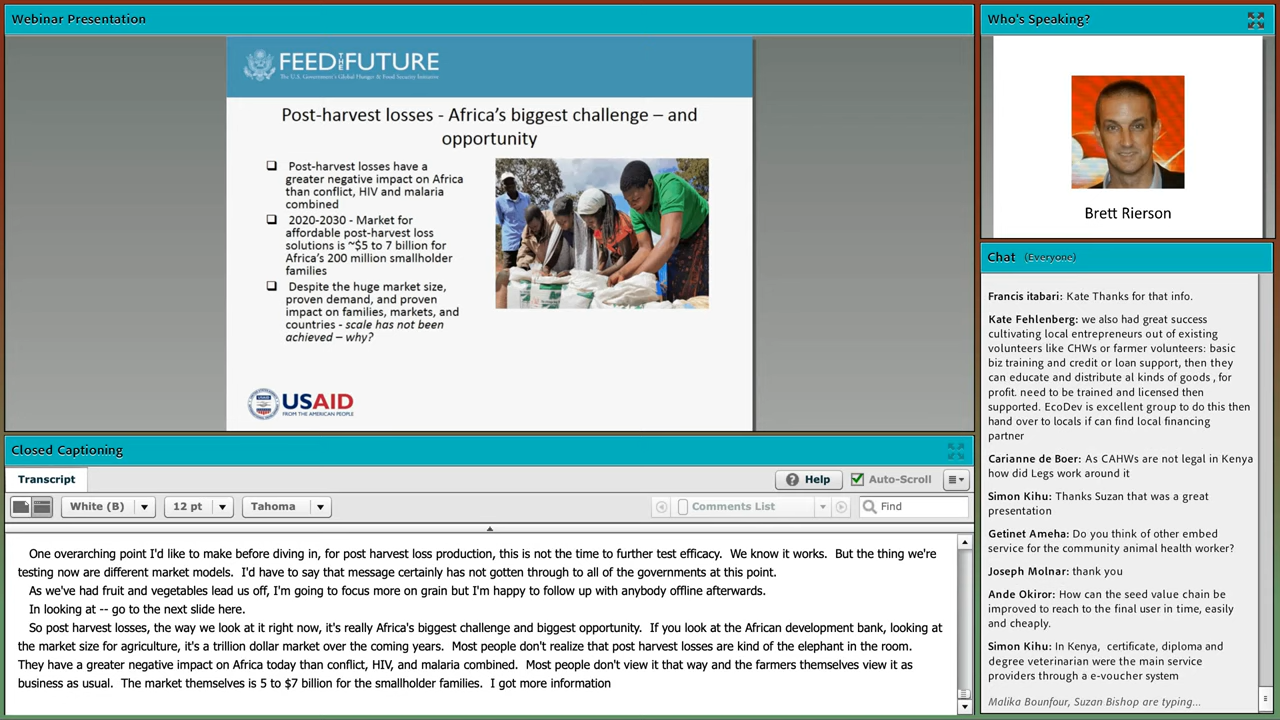 Webinar Presentation
FEED THE FUTURE
The U.S. Government's Global Hunger & Food Security Initiative
Post-harvest losses - Africa's biggest challenge – and
opportunity
Post-harvest losses have a
greater negative impact on Africa
than conflict, HIV and malaria
combined
2020-2030 - Market for
affordable post-harvest loss
solutions is ~$5 to 7 billion for
Africa's 200 million smallholder
families
Despite the huge market size,
proven demand, and proven
impact on families, markets, and
countries - scale has not been
achieved – why?
USAID
FROM THE AMERICAN PEOPLE
Who's Speaking?
Brett Rierson
Chat (Everyone)
Francis itabari: Kate Thanks for that info.
Kate Fehlenberg: we also had great success
cultivating local entrepreneurs out of existing
volunteers like CHWs or farmer volunteers: basic
biz training and credit or loan support, then they
can educate and distribute al kinds of goods , for
profit. need to be trained and licensed then
supported. EcoDev is excellent group to do this then
hand over to locals if can find local financing
partner
Carianne de Boer: As CAHWs are not legal in Kenya
how did Legs work around it
Simon Kihu: Thanks Suzan that was a great
presentation
Getinet Ameha: Do you think of other embed
service for the community animal health worker?
Joseph Molnar: thank you
Ande Okiror: How can the seed value chain be
improved to reach to the final user in time, easily
and cheaply.
Simon Kihu: In Kenya, certificate, diploma and
degree veterinarian were the main service
providers through a e-voucher system
Malika Bounfour, Suzan Bishop are typing...
Closed Captioning
Transcript
Help
Auto-Scroll
White (B)
12 pt
Tahoma
Comments List
Find
One overarching point I'd like to make before diving in, for post harvest loss production, this is not the time to further test efficacy. We know it works. But the thing we're
testing now are different market models. I'd have to say that message certainly has not gotten through to all of the governments at this point.
As we've had fruit and vegetables lead us off, I'm going to focus more on grain but I'm happy to follow up with anybody offline afterwards.
In looking at -- go to the next slide here.
So post harvest losses, the way we look at it right now, it's really Africa's biggest challenge and biggest opportunity. If you look at the African development bank, looking at
the market size for agriculture, it's a trillion dollar market over the coming years. Most people don't realize that post harvest losses are kind of the elephant in the room.
They have a greater negative impact on Africa today than conflict, HIV, and malaria combined. Most people don't view it that way and the farmers themselves view it as
business as usual. The market themselves is 5 to $7 billion for the smallholder families. I got more information